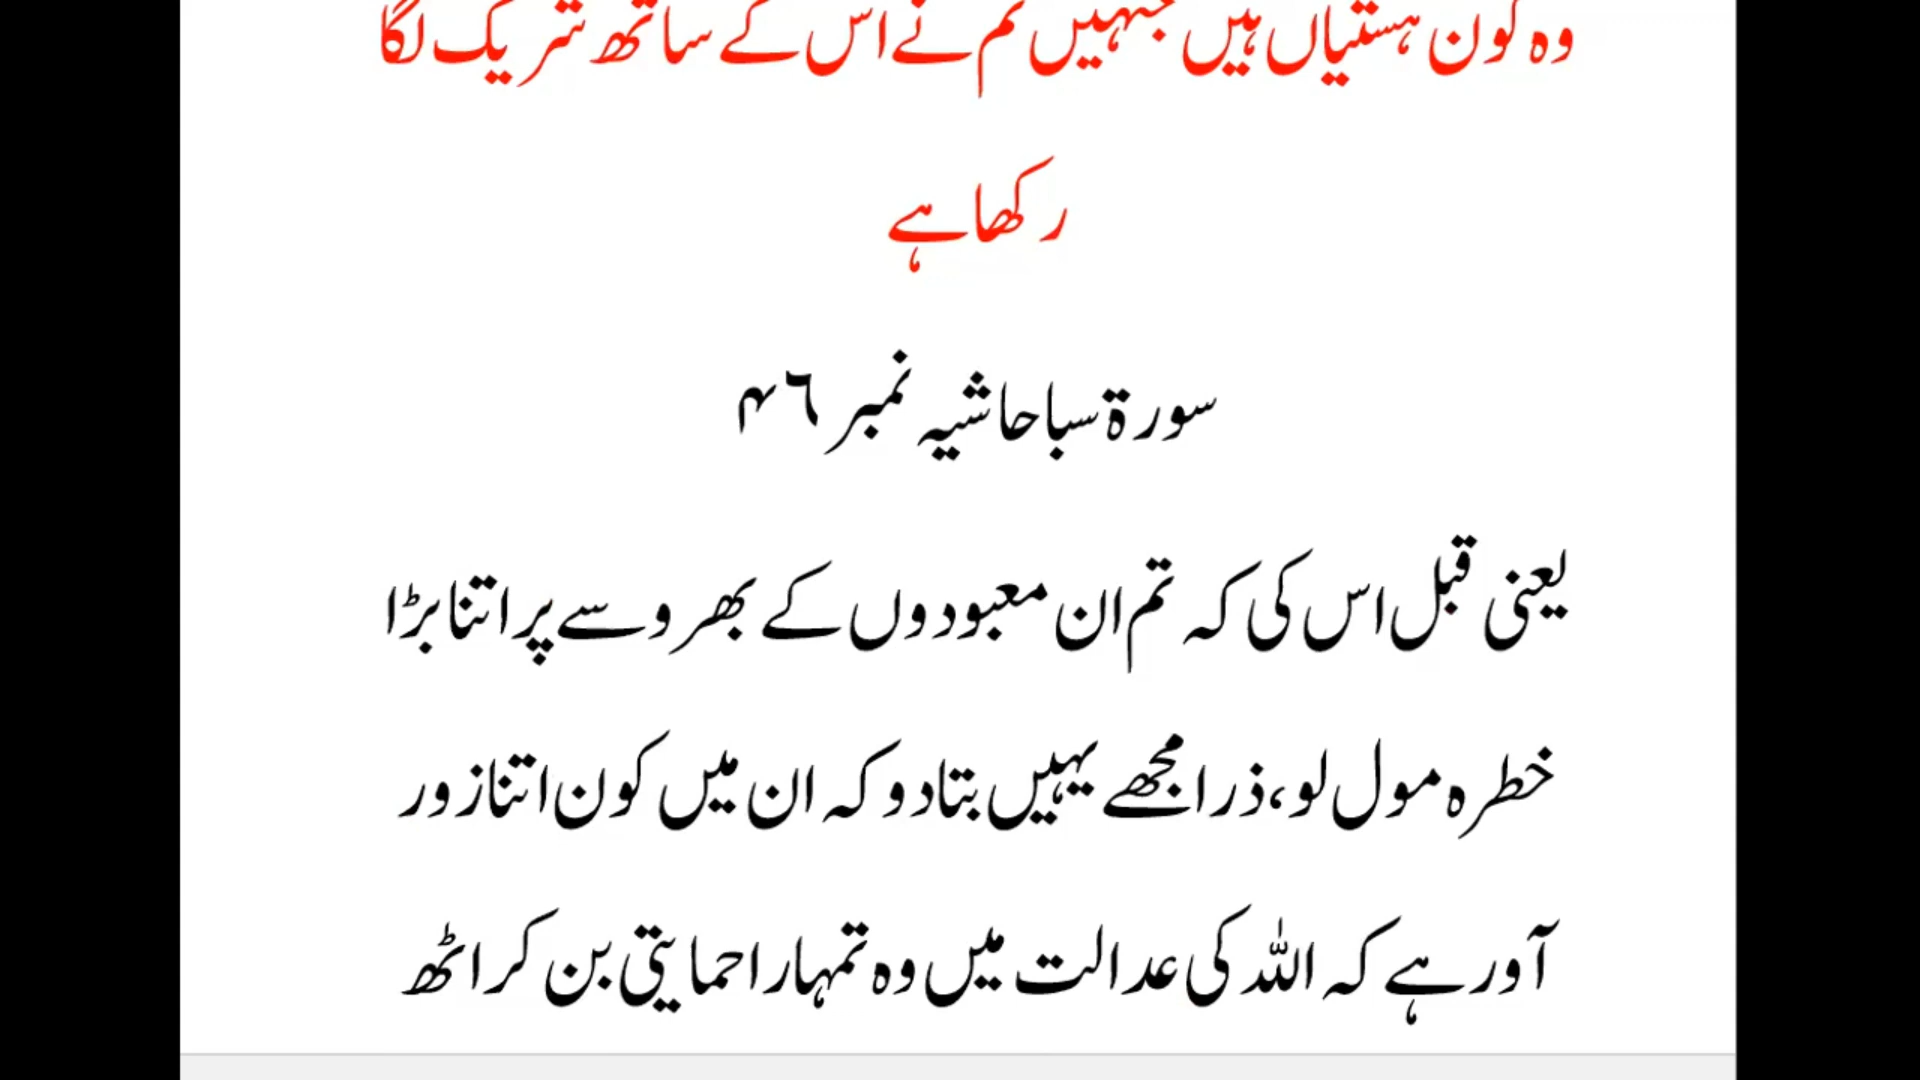 وہ کون ہستیاں ہیں جنہیں تم نے اس کے ساتھ شریک لگا
رکھا ہے
سورۃ سبا حاشیہ نمبر ٤٦
یعنی قبل اس کی کہ تم ان معبودوں کے بھروسے پر اتنا بڑا
خطرہ مول لو، ذرا مجھے یہیں بتا دو کہ ان میں کون اتنا زور
آور ہے کہ اللہ کی عدالت میں وہ تمہارا حمایتی بن کر اٹھ